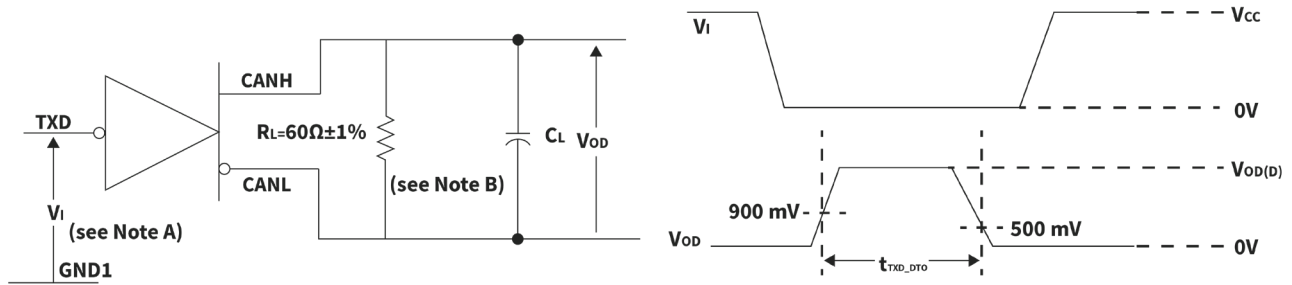 CANH
TXD
RL=60Ω±1%
CL
VOD
(see Note B)
CANL
VI
(see Note A)
GND1
VI
VCC
0V
VOD(D)
900 mV
500 mV
VOD
0V
tTXD_DTO